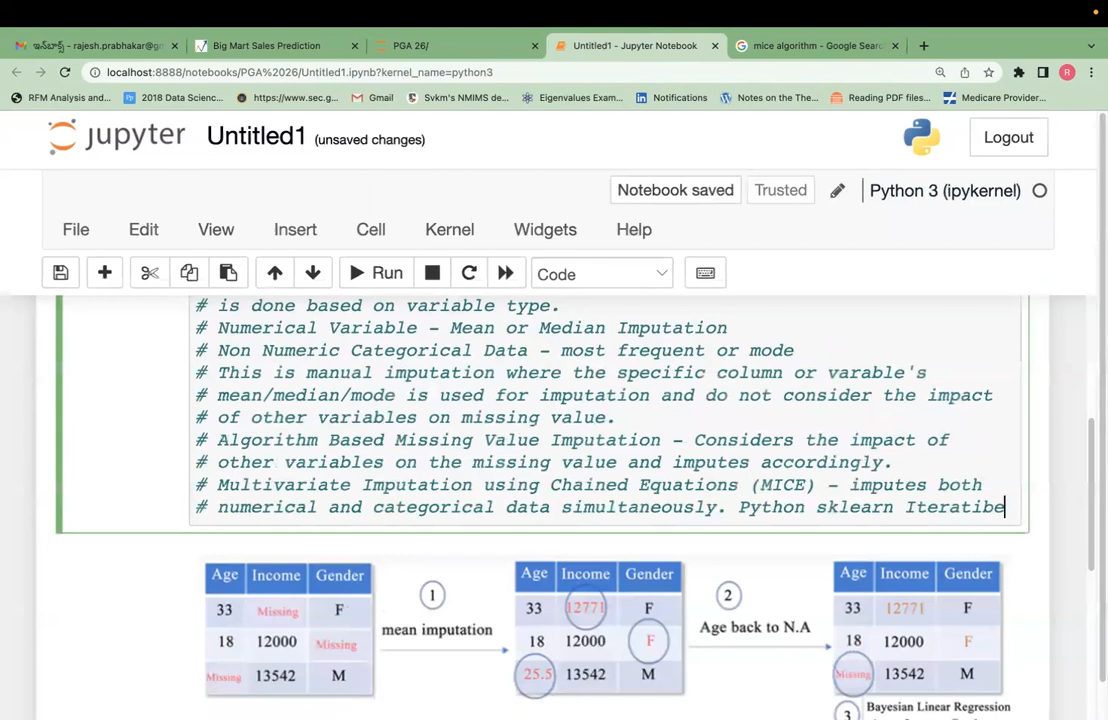 ఇన్‌బాక్స్ - rajesh.prabhakar@gm
Big Mart Sales Prediction
PGA 26/
Untitled1 - Jupyter Notebook
mice algorithm - Google Searc
localhost:8888/notebooks/PGA%2026/Untitled1.ipynb?kernel_name=python3
R
RFM Analysis and...
2018 Data Scienc...
https://www.sec.g...
Gmail
Svkm's NMIMS de...
Eigenvalues Exam...
Notifications
Notes on the The...
Reading PDF files...
Medicare Provider...
jupyter Untitled1 (unsaved changes)
Logout
Notebook saved
Trusted
Python 3 (ipykernel)
File Edit View Insert Cell Kernel Widgets Help
Run
Code
# is done based on variable type.
# Numerical Variable - Mean or Median Imputation
# Non Numeric Categorical Data - most frequent or mode
# This is manual imputation where the specific column or varable's
# mean/median/mode is used for imputation and do not consider the impact
# of other variables on missing value.
# Algorithm Based Missing Value Imputation - Considers the impact of
# other variables on the missing value and imputes accordingly.
# Multivariate Imputation using Chained Equations (MICE) - imputes both
# numerical and categorical data simultaneously. Python sklearn Iteratibe
Age Income Gender
33 Missing F
18 12000 Missing
Missing 13542 M
1
mean imputation
Age Income Gender
33 12771 F
18 12000 F
25.5 13542 M
2
Age back to N.A
Age Income Gender
33 12771 F
18 12000 F
Missing 13542 M
3 Bayesian Linear Regression